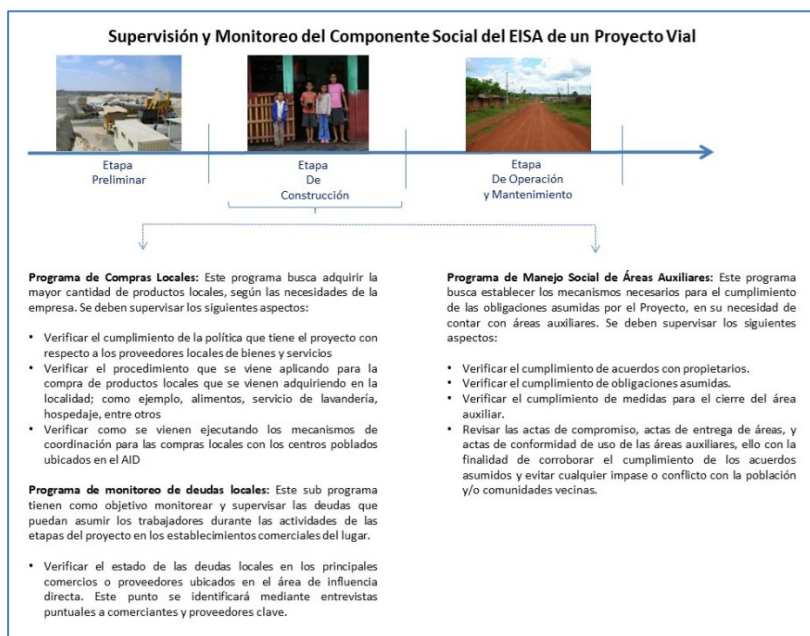 Supervisión y Monitoreo del Componente Social del EISA de un Proyecto Vial
Etapa
Preliminar
Etapa
De
Construcción
Etapa
De Operación
y Mantenimiento
Programa de Compras Locales: Este programa busca adquirir la
mayor cantidad de productos locales, según las necesidades de la
empresa. Se deben supervisar los siguientes aspectos:
• Verificar el cumplimiento de la política que tiene el proyecto con
respecto a los proveedores locales de bienes y servicios
• Verificar el procedimiento que se viene aplicando para la
compra de productos locales que se vienen adquiriendo en la
localidad; como ejemplo, alimentos, servicio de lavandería,
hospedaje, entre otros
• Verificar como se vienen ejecutando los mecanismos de
coordinación para las compras locales con los centros poblados
ubicados en el AID
Programa de monitoreo de deudas locales: Este sub programa
tienen como objetivo monitorear y supervisar las deudas que
puedan asumir los trabajadores durante las actividades de las
etapas del proyecto en los establecimientos comerciales del lugar.
• Verificar el estado de las deudas locales en los principales
comercios o proveedores ubicados en el área de influencia
directa. Este punto se identificará mediante entrevistas
puntuales a comerciantes y proveedores clave.
Programa de Manejo Social de Áreas Auxiliares: Este programa
busca establecer los mecanismos necesarios para el cumplimiento
de las obligaciones asumidas por el Proyecto, en su necesidad de
contar con áreas auxiliares. Se deben supervisar los siguientes
aspectos:
• Verificar el cumplimiento de acuerdos con propietarios.
• Verificar el cumplimiento de obligaciones asumidas.
• Verificar el cumplimiento de medidas para el cierre del área
auxiliar.
• Revisar las actas de compromiso, actas de entrega de áreas, y
actas de conformidad de uso de las áreas auxiliares, ello con la
finalidad de corroborar el cumplimiento de los acuerdos
asumidos y evitar cualquier impase o conflicto con la población
y/o comunidades vecinas.